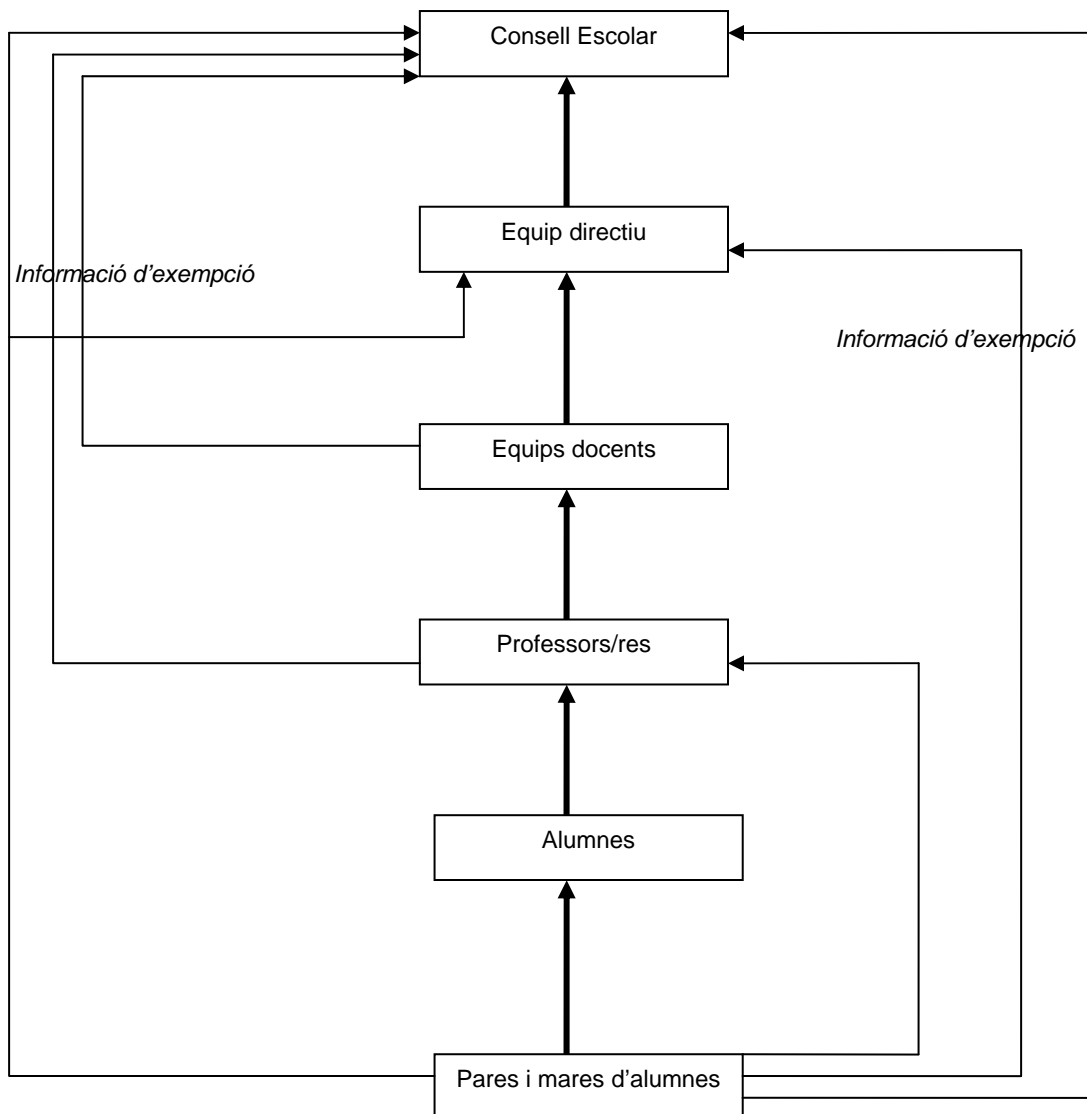 Consell Escolar
Equip directiu
Informació d’exempció
Informació d’exempció
Equips docents
Professors/res
Alumnes
Pares i mares d’alumnes